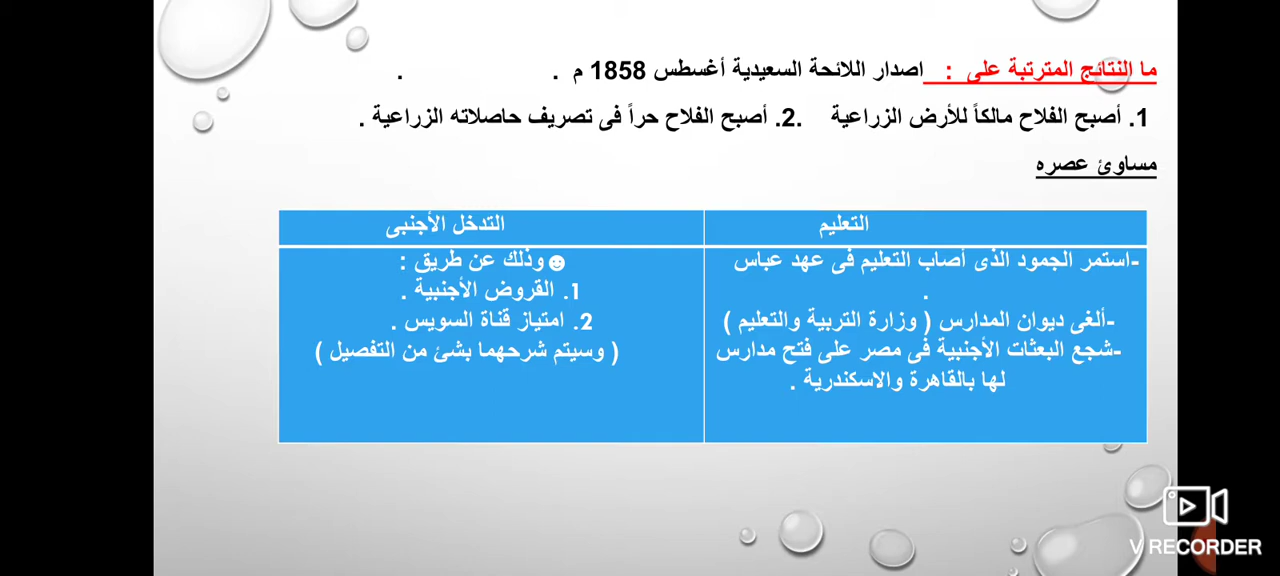 ما النتائج المترتبة على : اصدار اللائحة السعيدية أغسطس 1858 م . .
1. أصبح الفلاح مالكاً للأرض الزراعية .2. أصبح الفلاح حراً فى تصريف حاصلاته الزراعية .
مساوئ عصره
التعليم
-استمر الجمود الذى أصاب التعليم فى عهد عباس
.
-ألغى ديوان المدارس ( وزارة التربية والتعليم )
-شجع البعثات الأجنبية فى مصر على فتح مدارس
لها بالقاهرة والاسكندرية .
التدخل الأجنبى
☻وذلك عن طريق :
1. القروض الأجنبية .
2. امتياز قناة السويس .
( وسيتم شرحهما بشئ من التفصيل )
V RECORDER